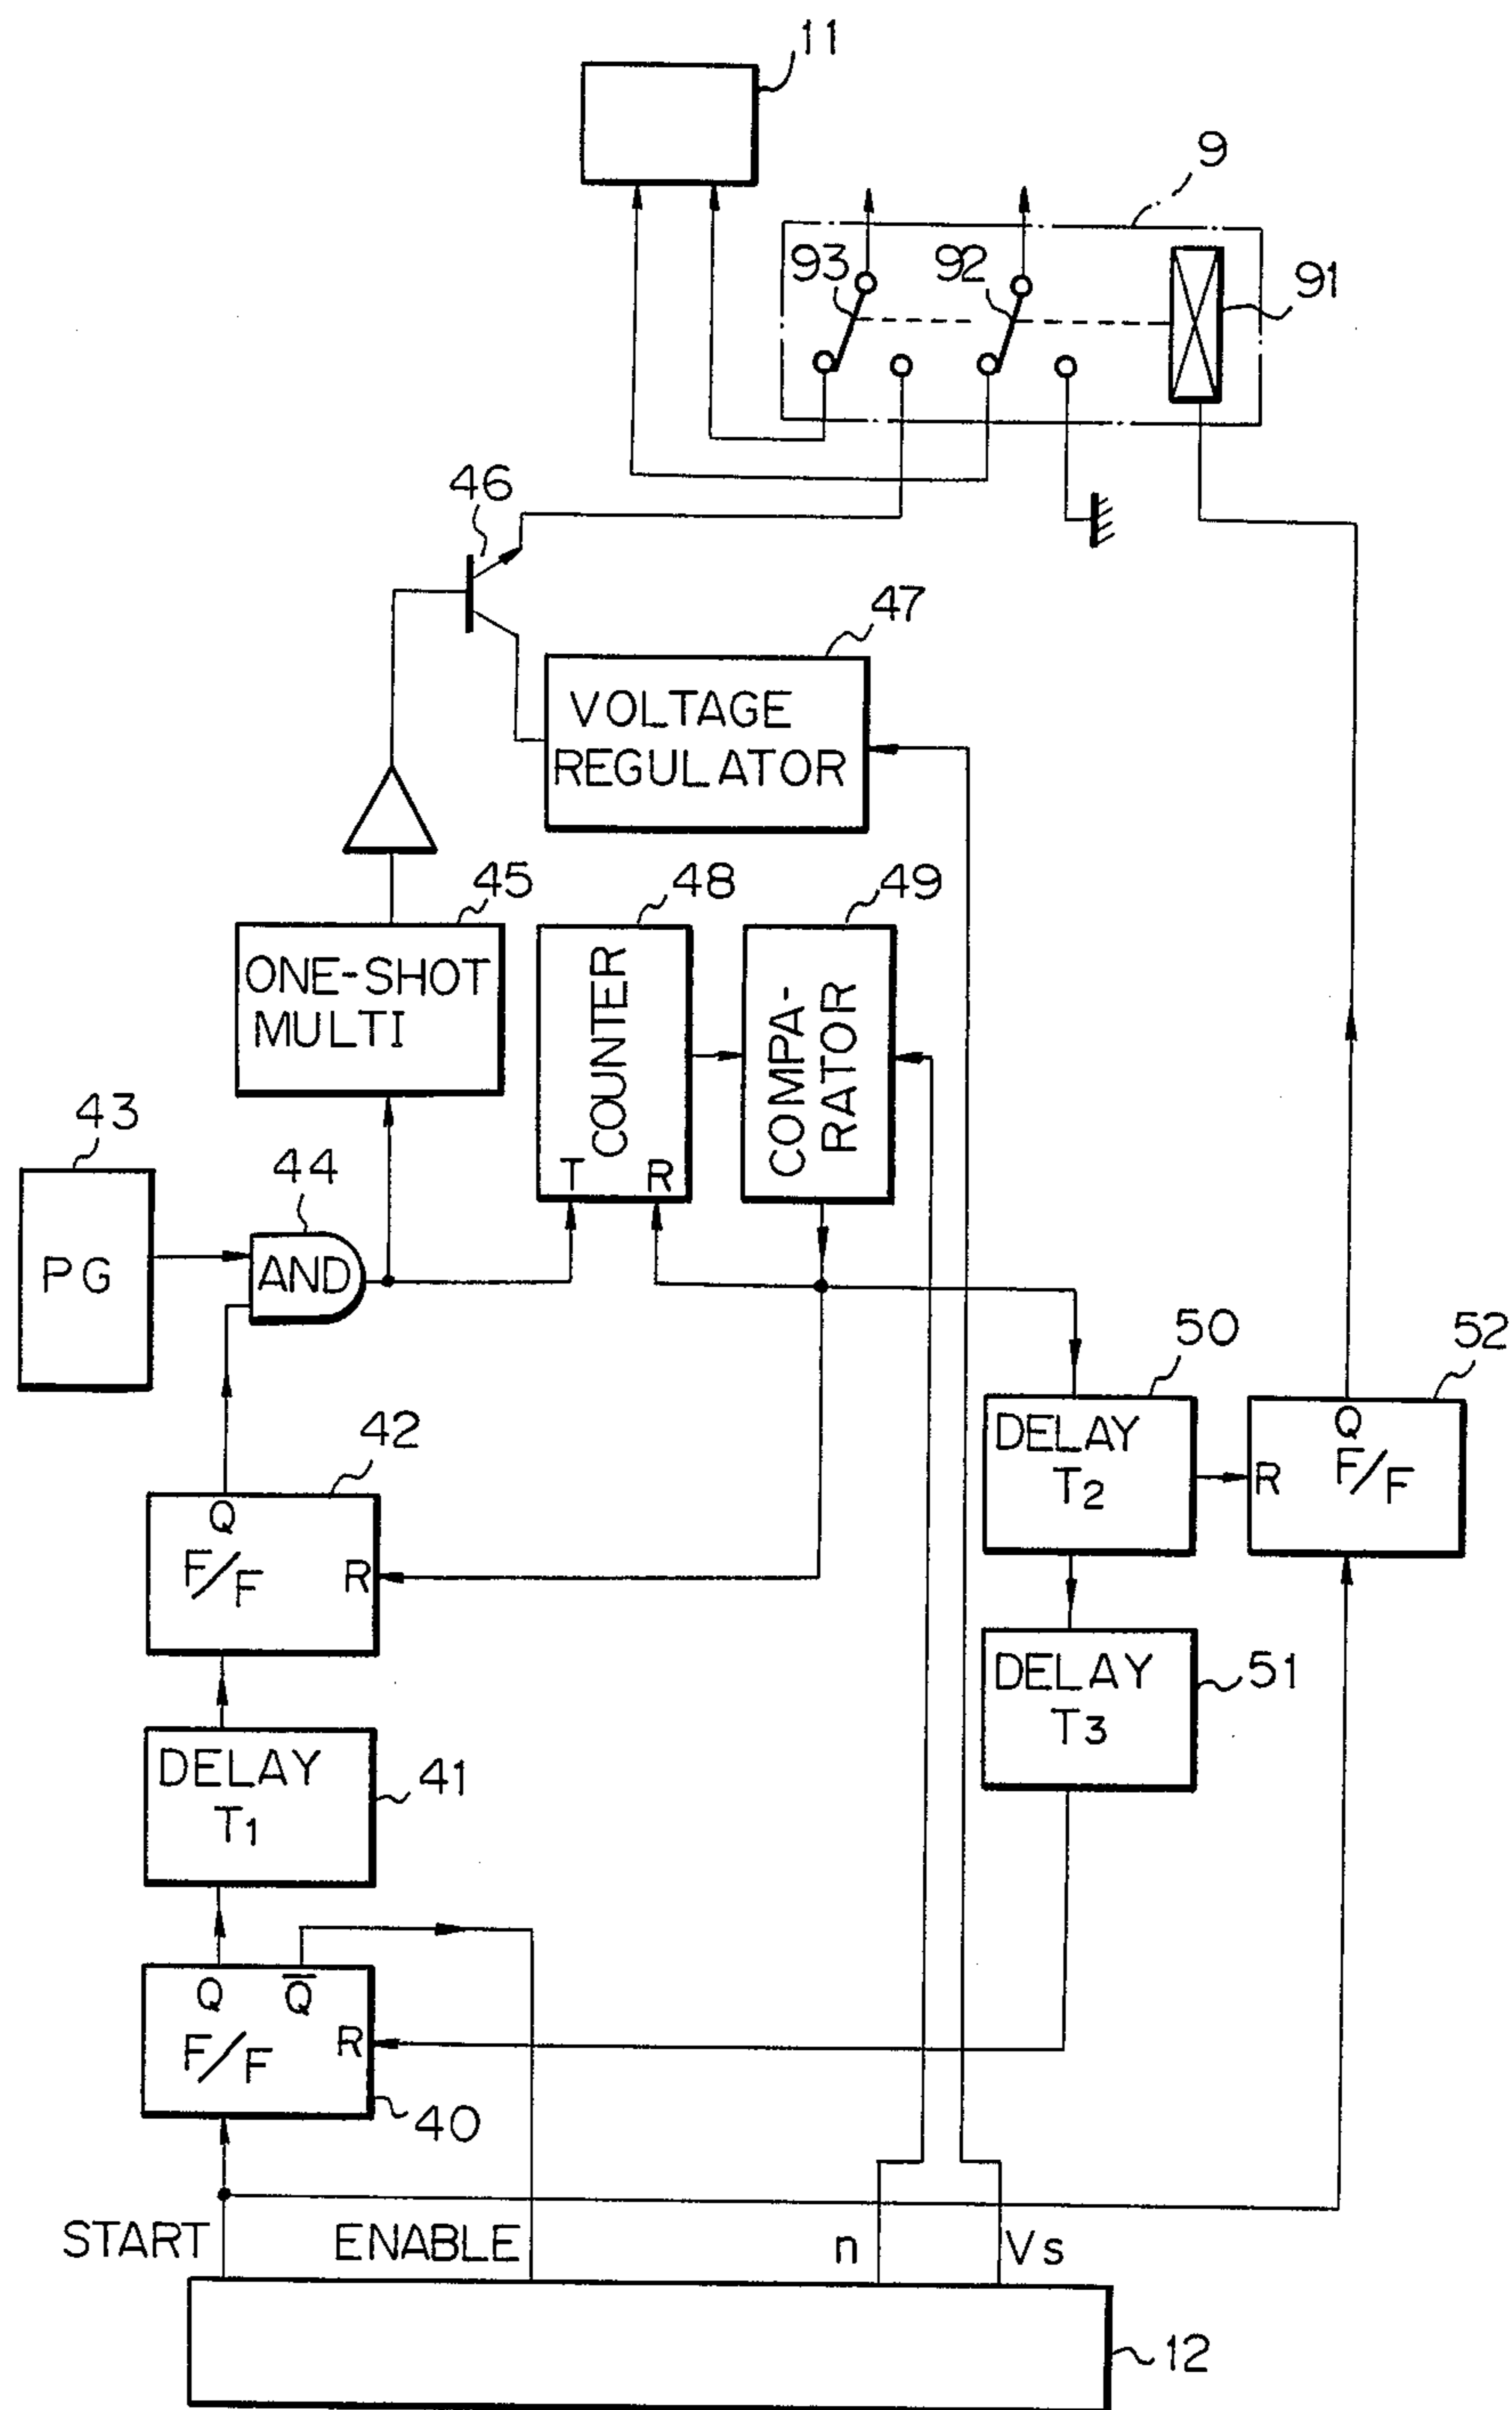 11
9
93
92
91
46
47
VOLTAGE
REGULATOR
45
48
49
ONE-SHOT
MULTI
COUNTER
T
R
COMPA-
RATOR
43
44
PG
AND
50
52
DELAY
T2
R
Q
F/F
42
Q
F/F
R
DELAY
T3
51
DELAY
T1
41
Q
Q̅
F/F
R
40
START
ENABLE
n
Vs
12